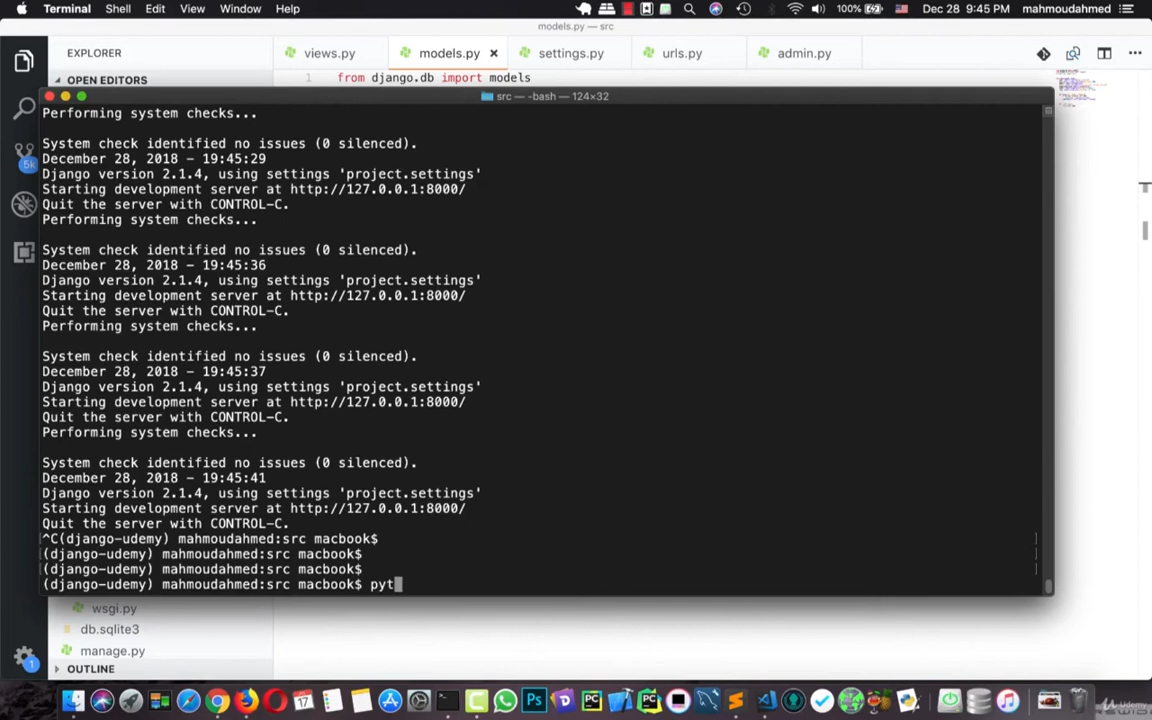 Terminal Shell Edit View Window Help 100% Dec 28 9:45 PM mahmoudahmed
models.py — src
EXPLORER views.py models.py × settings.py urls.py admin.py
OPEN EDITORS 1 from django.db import models
src — -bash — 124×32
Performing system checks...
System check identified no issues (0 silenced).
December 28, 2018 - 19:45:29
Django version 2.1.4, using settings 'project.settings'
Starting development server at http://127.0.0.1:8000/
Quit the server with CONTROL-C.
Performing system checks...
System check identified no issues (0 silenced).
December 28, 2018 - 19:45:36
Django version 2.1.4, using settings 'project.settings'
Starting development server at http://127.0.0.1:8000/
Quit the server with CONTROL-C.
Performing system checks...
System check identified no issues (0 silenced).
December 28, 2018 - 19:45:37
Django version 2.1.4, using settings 'project.settings'
Starting development server at http://127.0.0.1:8000/
Quit the server with CONTROL-C.
Performing system checks...
System check identified no issues (0 silenced).
December 28, 2018 - 19:45:41
Django version 2.1.4, using settings 'project.settings'
Starting development server at http://127.0.0.1:8000/
Quit the server with CONTROL-C.
^C(django-udemy) mahmoudahmed:src macbook$
(django-udemy) mahmoudahmed:src macbook$
(django-udemy) mahmoudahmed:src macbook$
(django-udemy) mahmoudahmed:src macbook$ pyt
wsgi.py
db.sqlite3
manage.py
OUTLINE
5k
1
17
Ps
PC
PC
Udemy